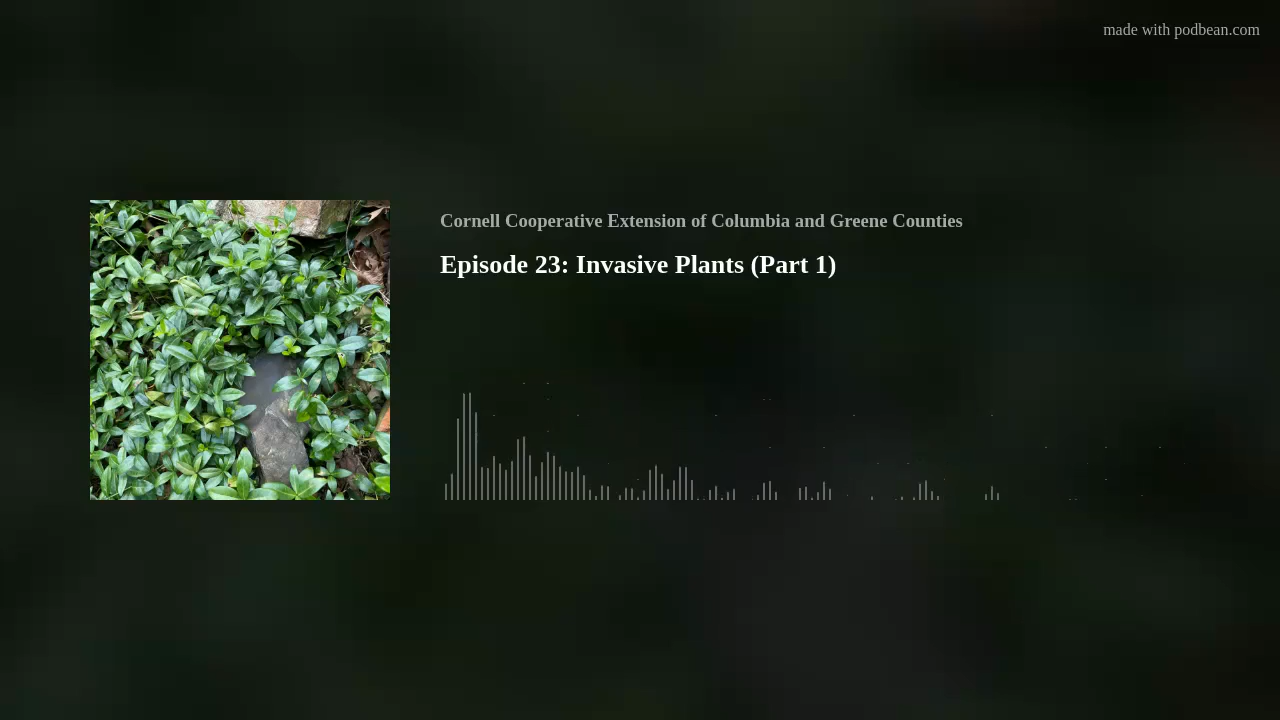 made with podbean.com
Cornell Cooperative Extension of Columbia and Greene Counties
Episode 23: Invasive Plants (Part 1)